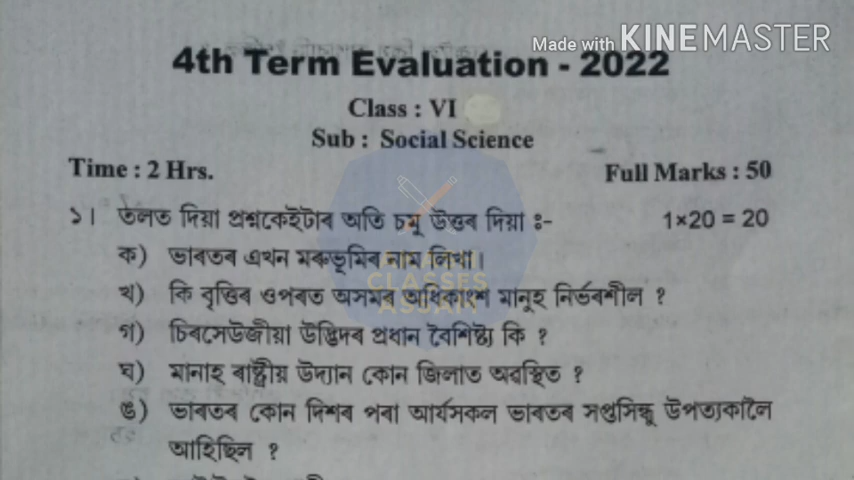 Made with KINEMASTER
4th Term Evaluation - 2022
Class : VI
Sub : Social Science
Time : 2 Hrs. Full Marks : 50
১। তলত দিয়া প্ৰশ্নকেইটাৰ অতি চমূ উত্তৰ দিয়া ঃ- 1×20 = 20
ক) ভাৰতৰ এখন মৰুভূমিৰ নাম লিখা।
খ) কি বৃত্তিৰ ওপৰত অসমৰ অধিকাংশ মানুহ নিৰ্ভৰশীল ?
CLASSES
ASSAM
গ) চিৰসেউজীয়া উদ্ভিদৰ প্ৰধান বৈশিষ্ট্য কি ?
ঘ) মানাহ ৰাষ্ট্ৰীয় উদ্যান কোন জিলাত অৱস্থিত ?
ঙ) ভাৰতৰ কোন দিশৰ পৰা আৰ্যসকল ভাৰতৰ সপ্তসিন্ধু উপত্যকালৈ
আহিছিল ?